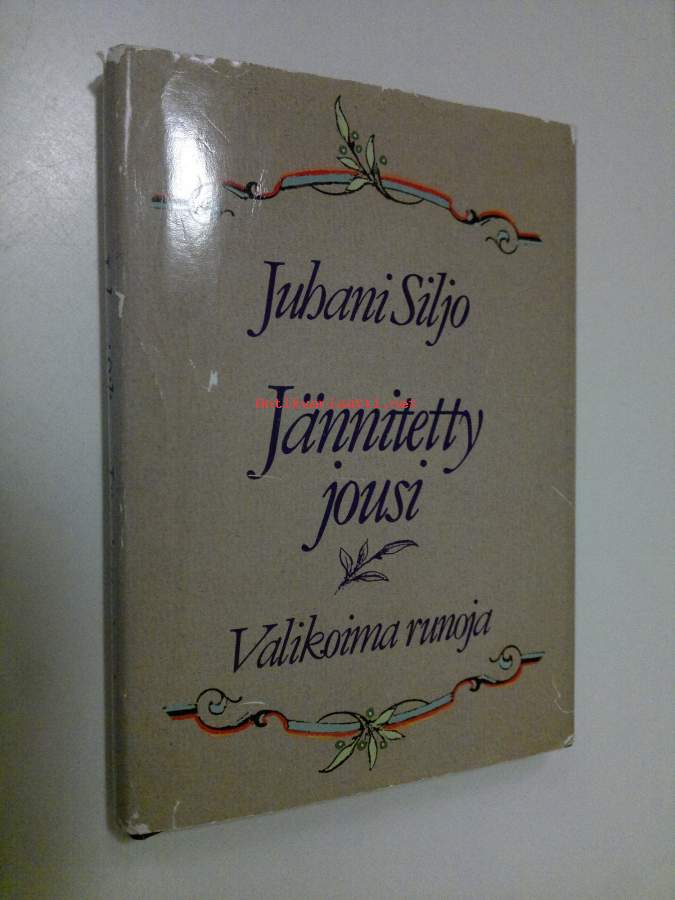 Juhani Siljo
Jännitetty
jousi
Valikoima runoja